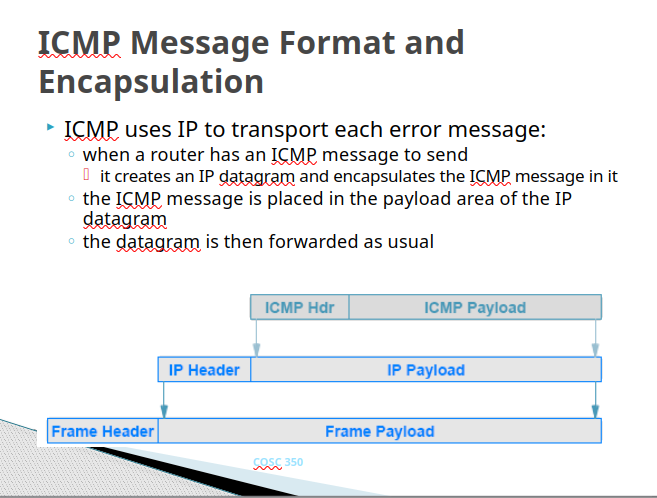 ICMP Message Format and
Encapsulation
ICMP uses IP to transport each error message:
when a router has an ICMP message to send
it creates an IP datagram and encapsulates the ICMP message in it
the ICMP message is placed in the payload area of the IP
datagram
the datagram is then forwarded as usual
ICMP Hdr ICMP Payload
IP Header IP Payload
Frame Header Frame Payload
COSC 350